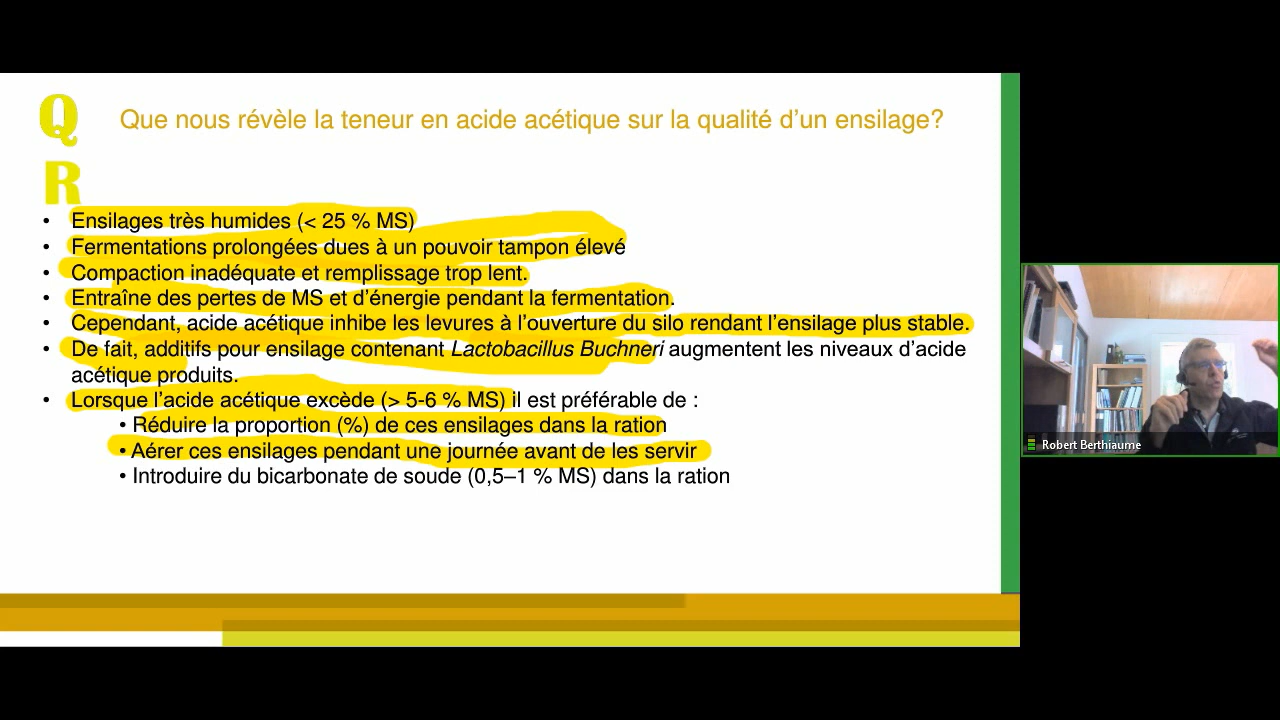 Q
Que nous révèle la teneur en acide acétique sur la qualité d'un ensilage?
R
• Ensilages très humides (< 25 % MS)
• Fermentations prolongées dues à un pouvoir tampon élevé
• Compaction inadéquate et remplissage trop lent.
• Entraîne des pertes de MS et d'énergie pendant la fermentation.
• Cependant, acide acétique inhibe les levures à l'ouverture du silo rendant l'ensilage plus stable.
• De fait, additifs pour ensilage contenant Lactobacillus Buchneri augmentent les niveaux d'acide
acétique produits.
• Lorsque l'acide acétique excède (> 5-6 % MS) il est préférable de :
• Réduire la proportion (%) de ces ensilages dans la ration
• Aérer ces ensilages pendant une journée avant de les servir
• Introduire du bicarbonate de soude (0,5–1 % MS) dans la ration
Robert Berthiaume